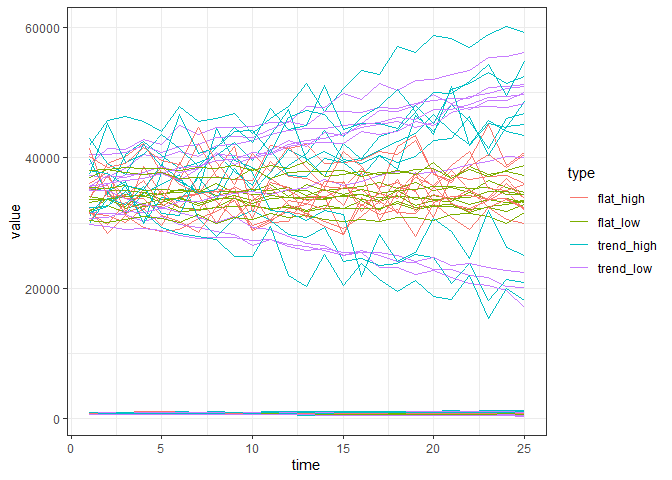 60000
40000
20000
0
value
0
5
10
15
20
25
time
type
flat_high
flat_low
trend_high
trend_low